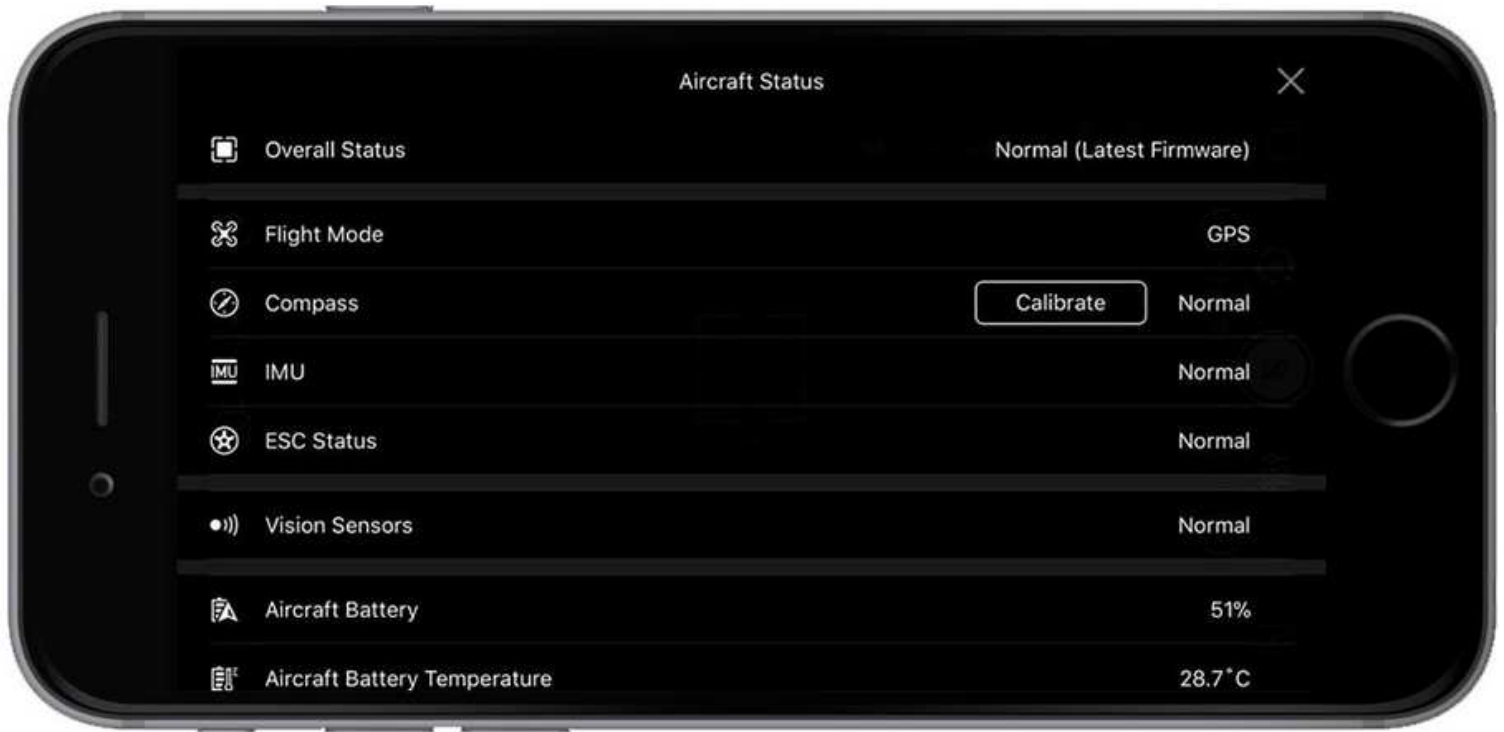 Aircraft Status
Overall Status Normal (Latest Firmware)
Flight Mode GPS
Compass Calibrate Normal
IMU IMU Normal
ESC Status Normal
Vision Sensors Normal
Aircraft Battery 51%
Aircraft Battery Temperature 28.7°C